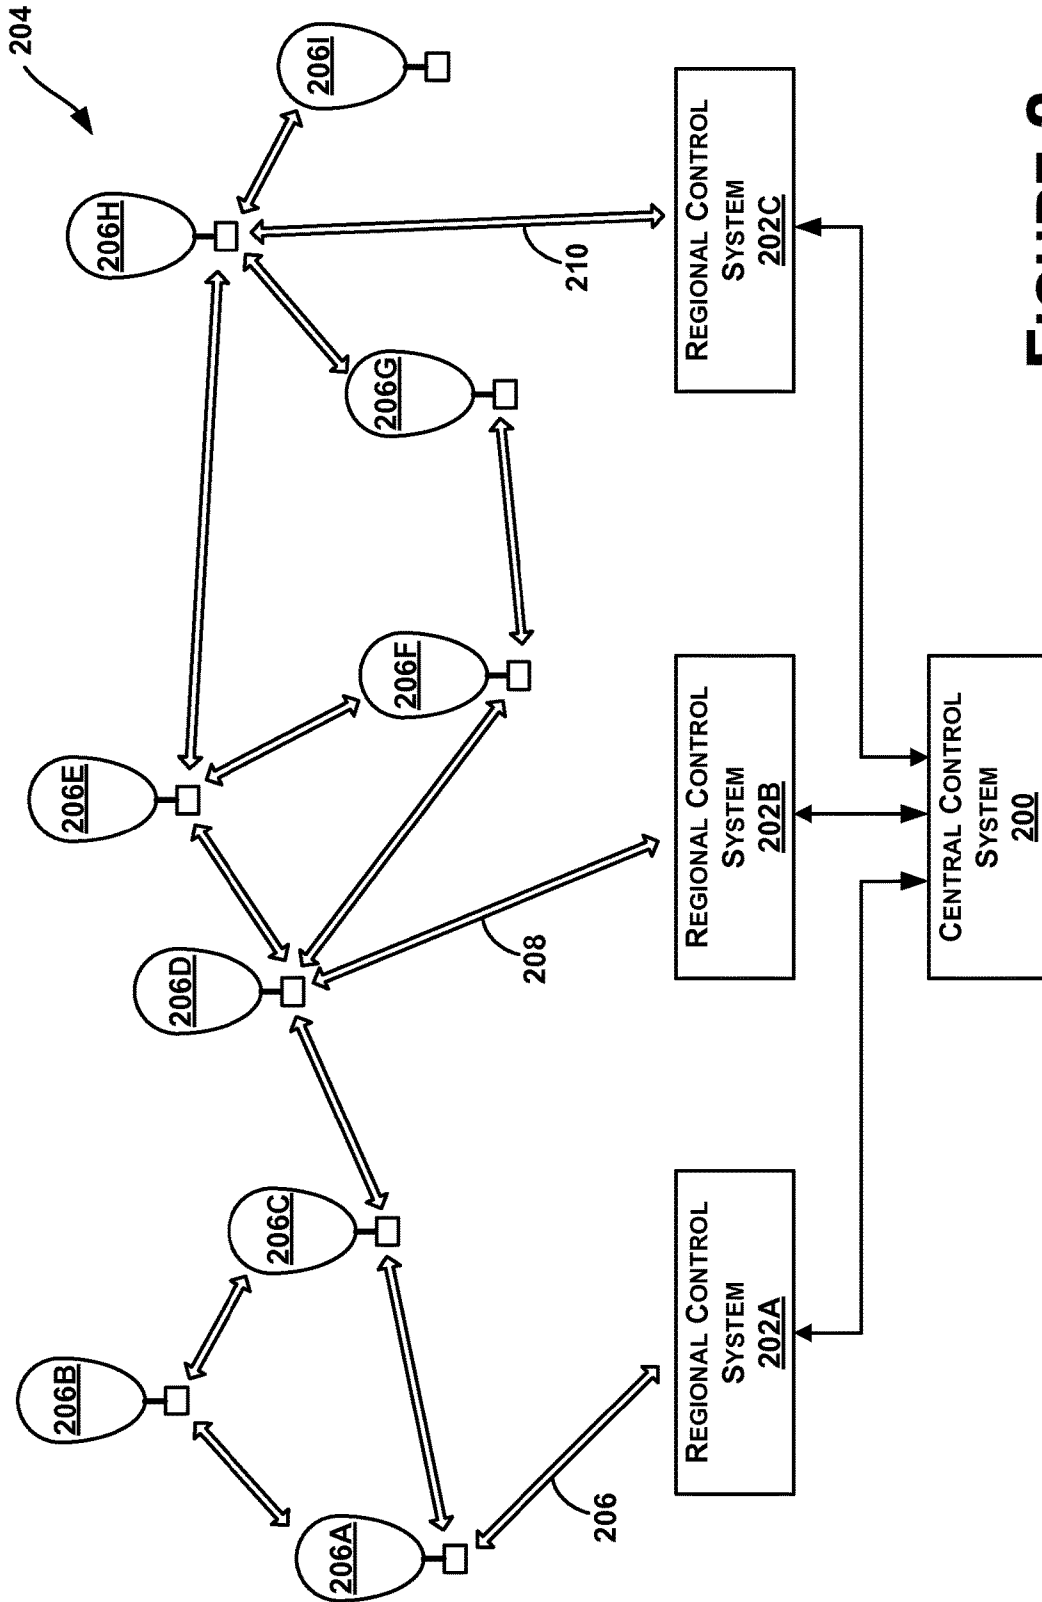 204
206B
206E
206H
206D
206C
206I
206A
206G
206F
208
210
206
REGIONAL CONTROL
SYSTEM
202A
REGIONAL CONTROL
SYSTEM
202B
REGIONAL CONTROL
SYSTEM
202C
CENTRAL CONTROL
SYSTEM
200
FIGURE